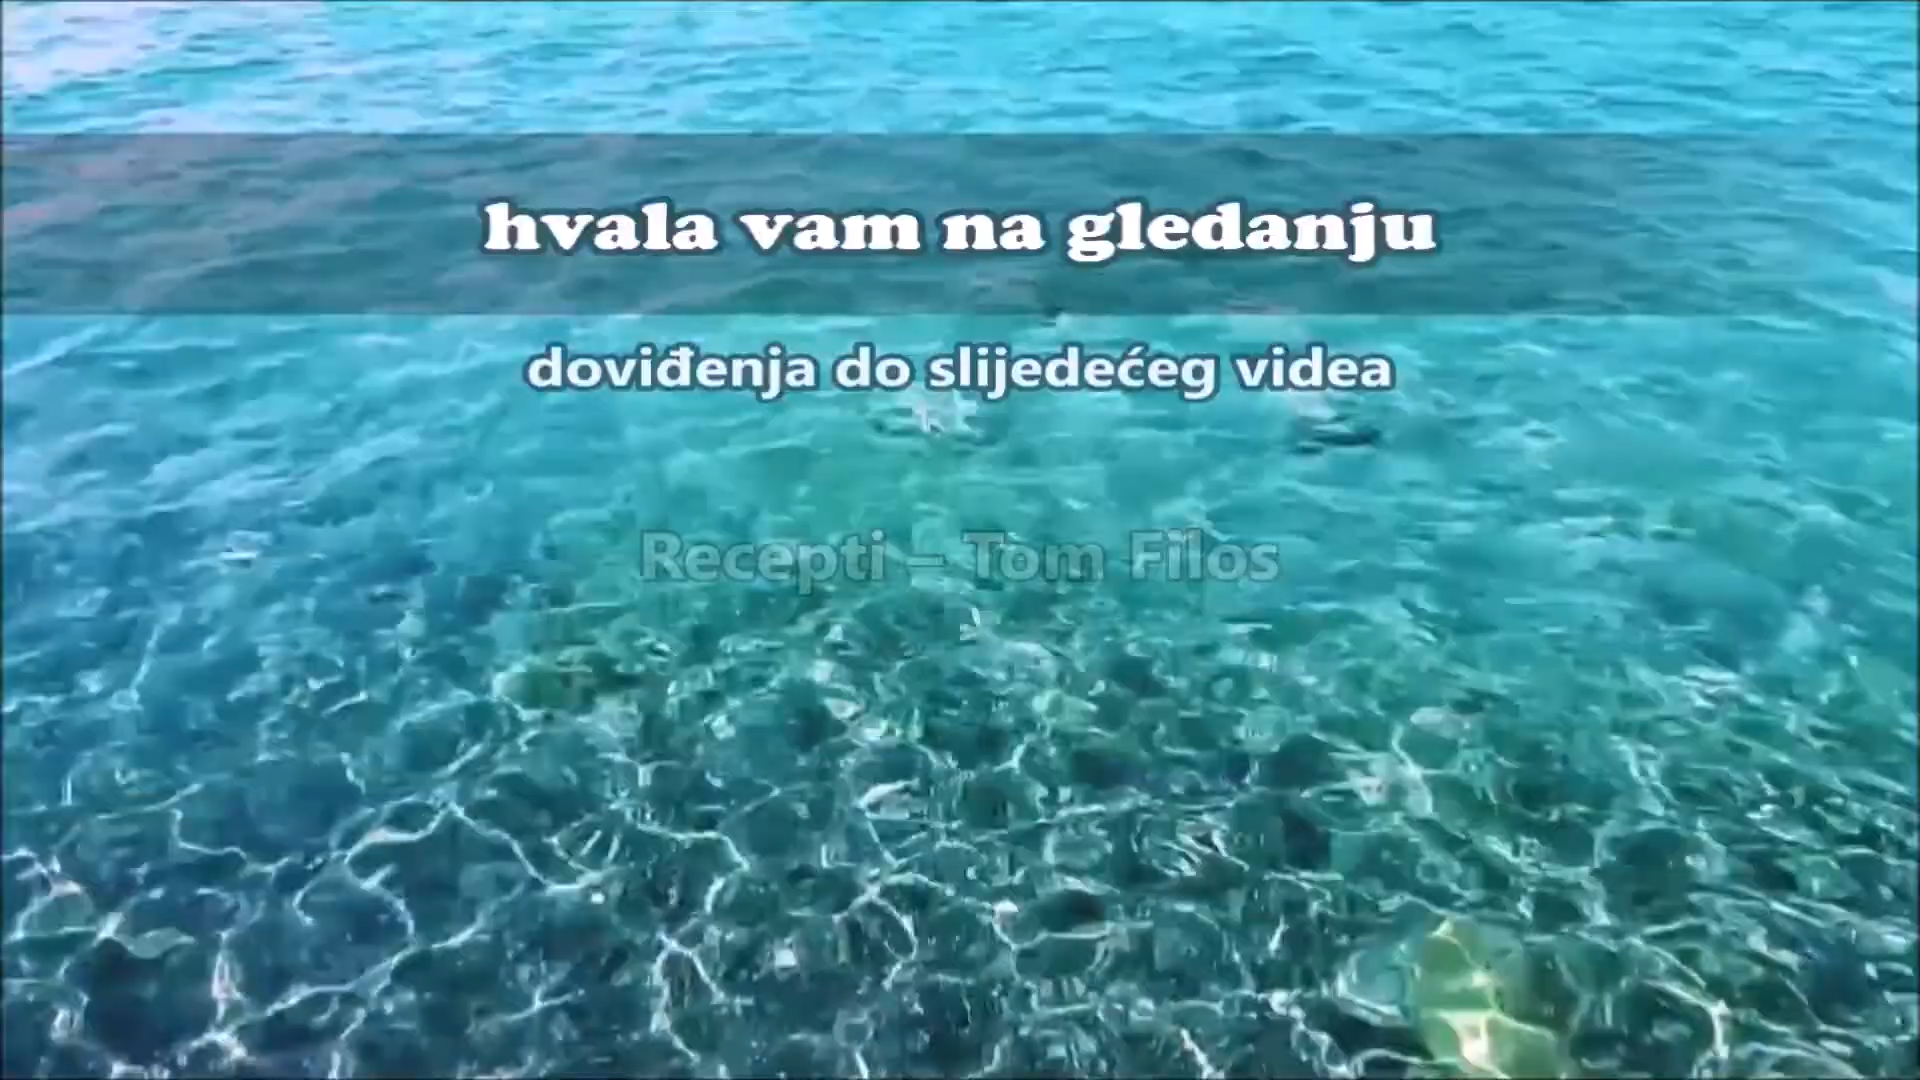 hvala vam na gledanju
doviđenja do slijedećeg videa
Recepti – Tom Filos